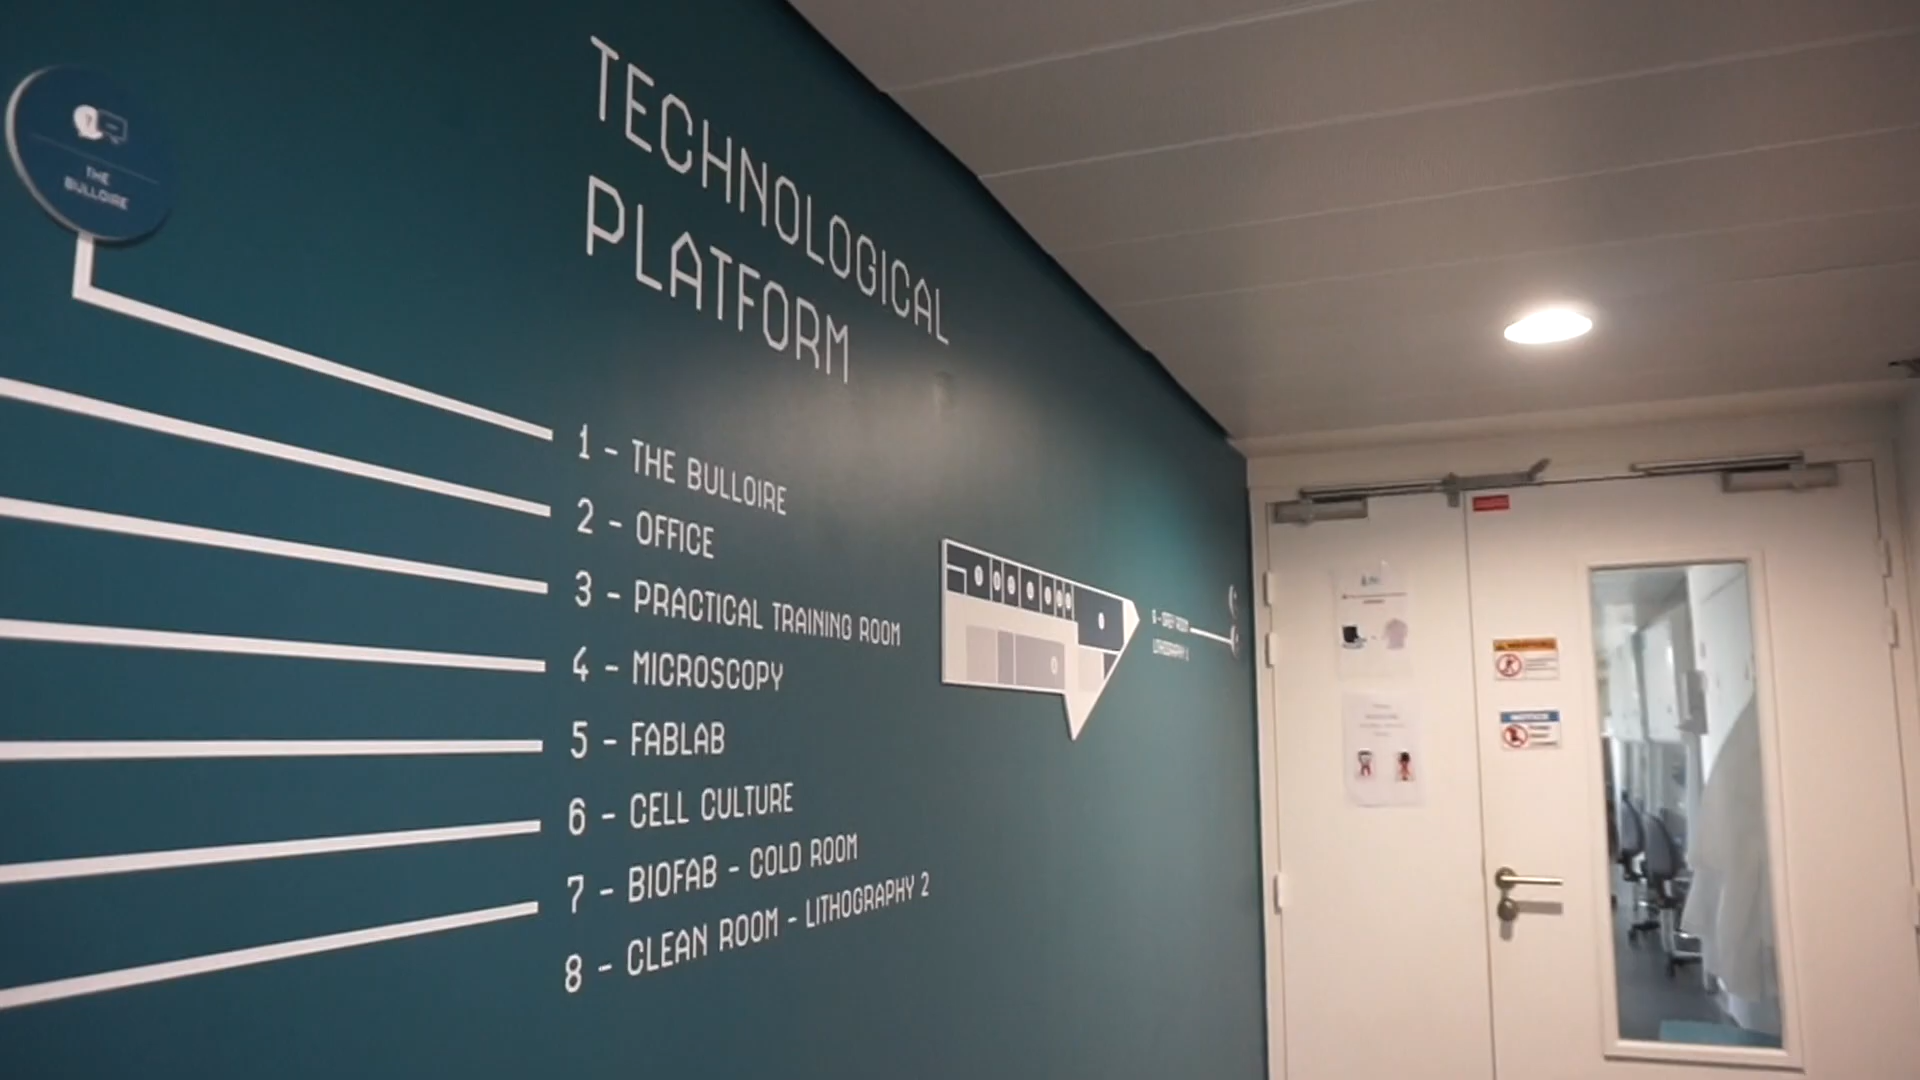 THE
BULLOIRE
TECHNOLOGICAL
PLATFORM
1 - THE BULLOIRE
2 - OFFICE
3 - PRACTICAL TRAINING ROOM
4 - MICROSCOPY
5 - FABLAB
6 - CELL CULTURE
7 - BIOFAB - COLD ROOM
8 - CLEAN ROOM - LITHOGRAPHY 2
NOTICE